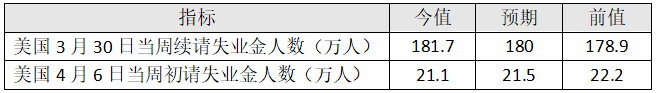 指标 今值 预期 前值
美国 3 月 30 日当周续请失业金人数（万人） 181.7 180 178.9
美国 4 月 6 日当周初请失业金人数（万人） 21.1 21.5 22.2